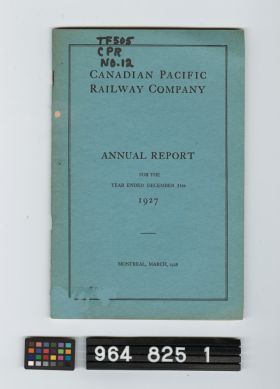 TF505
CPR
NO.12
CANADIAN PACIFIC
RAILWAY COMPANY
ANNUAL REPORT
FOR THE
YEAR ENDED DECEMBER 31st
1927
MONTREAL, MARCH, 1928
964 825 1